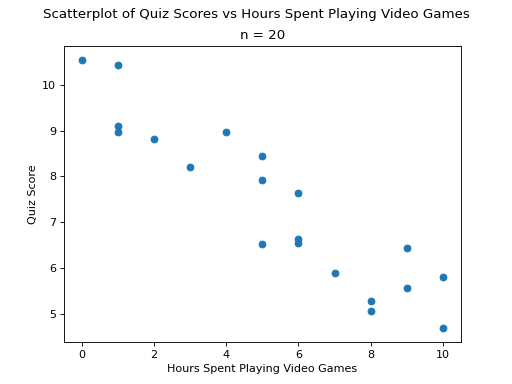 Scatterplot of Quiz Scores vs Hours Spent Playing Video Games
n = 20
10
9
8
7
6
5
Quiz Score
0 2 4 6 8 10
Hours Spent Playing Video Games